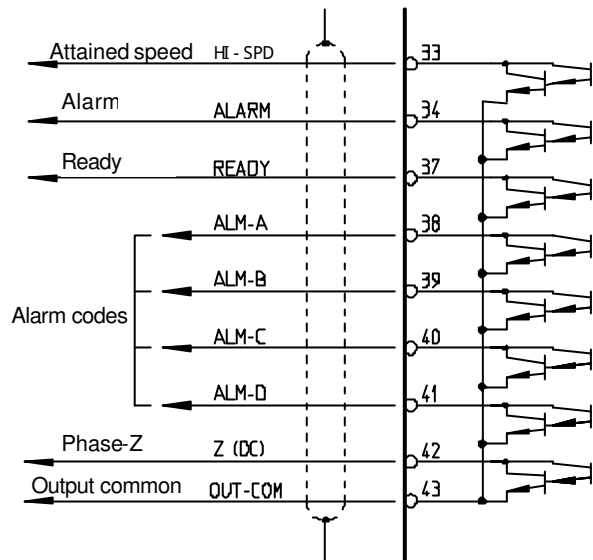 Attained speed HI-SPD 33
Alarm ALARM 34
Ready READY 37
ALM-A 38
ALM-B 39
Alarm codes
ALM-C 40
ALM-D 41
Phase-Z Z (DC) 42
Output common OUT-COM 43